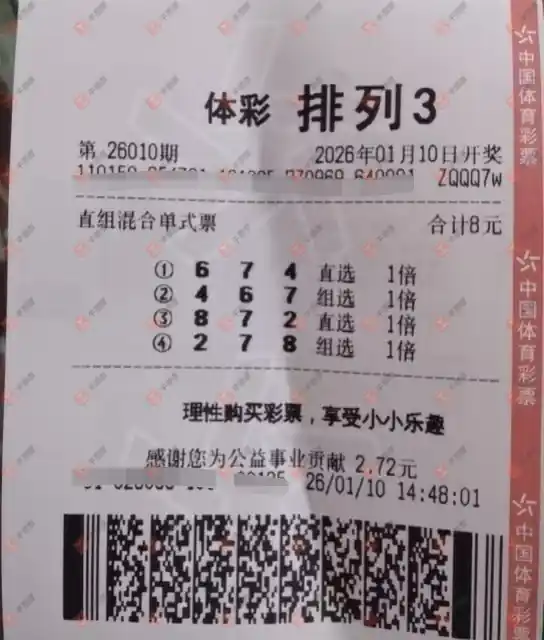 体彩 排列3
第 26010期 2026年01月10日开奖
ZQQQ7w
直组混合单式票 合计8元
① 6 7 4 直选 1倍
② 4 6 7 组选 1倍
③ 8 7 2 直选 1倍
④ 2 7 8 组选 1倍
理性购买彩票，享受小小乐趣
感谢您为公益事业贡献 2.72元
26/01/10 14:48:01
中国体育彩票
中国体育彩票
中国体育彩票